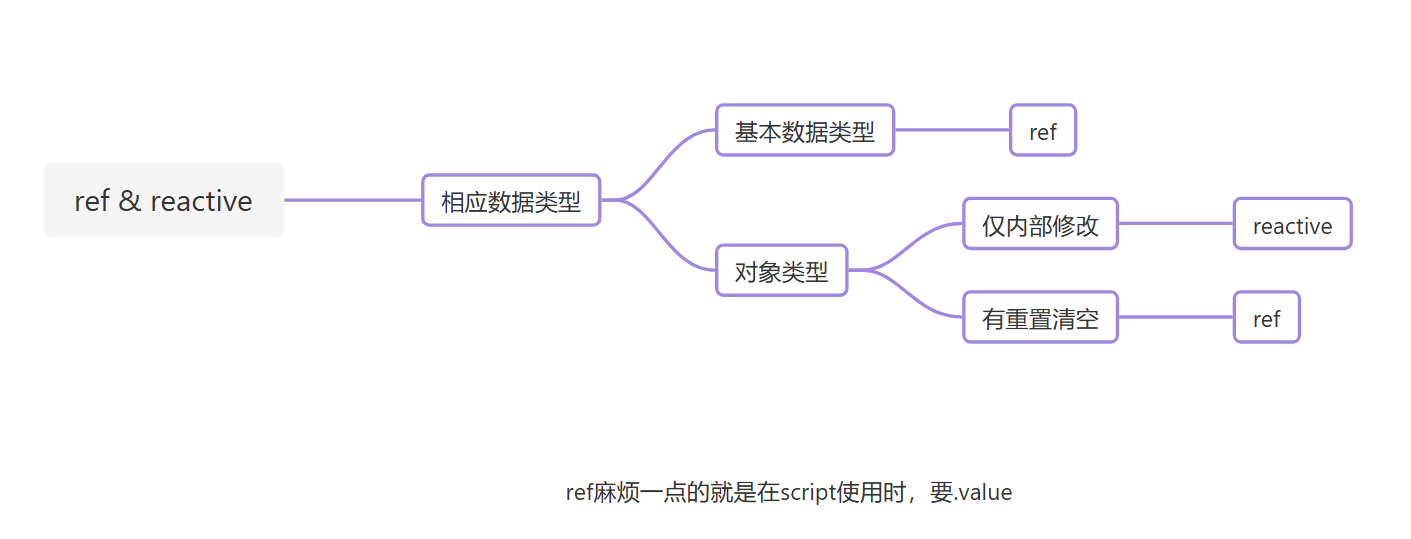 ref & reactive
相应数据类型
基本数据类型
ref
对象类型
仅内部修改
reactive
有重置清空
ref
ref麻烦一点的就是在script使用时，要.value